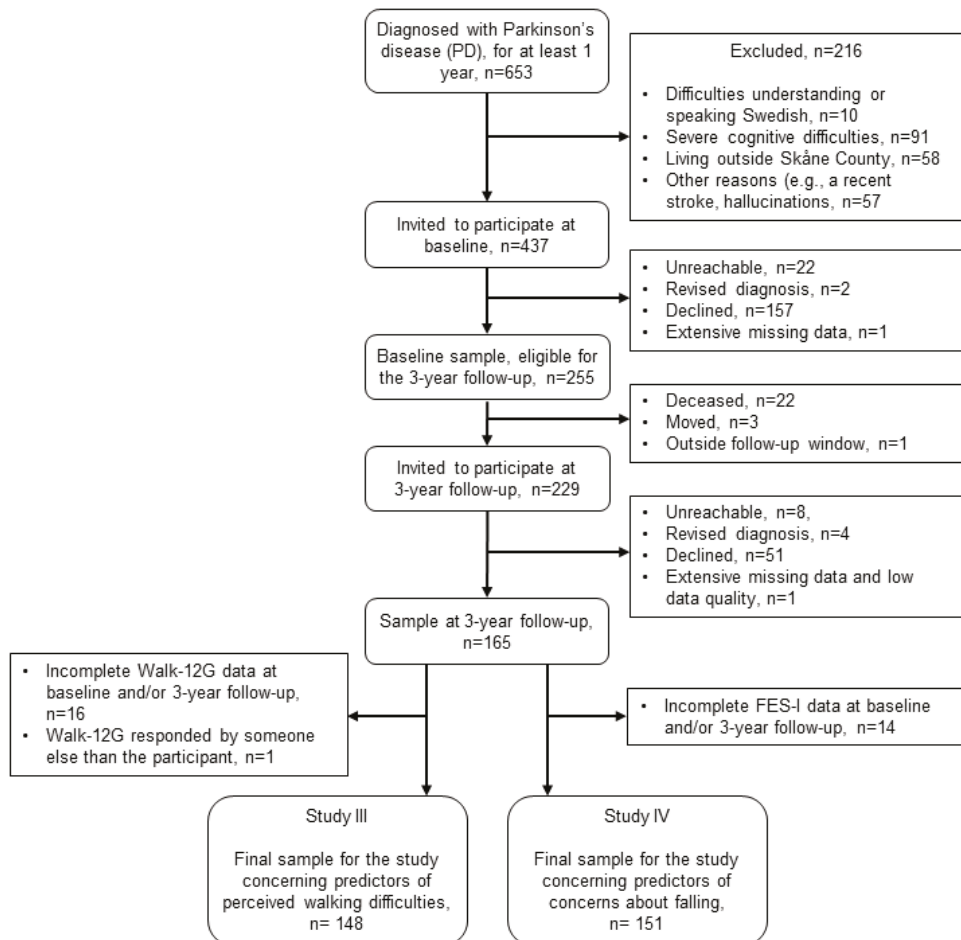 Diagnosed with Parkinson's
disease (PD), for at least 1
year, n=653
Excluded, n=216
• Difficulties understanding or
speaking Swedish, n=10
• Severe cognitive difficulties, n=91
• Living outside Skåne County, n=58
• Other reasons (e.g., a recent
stroke, hallucinations, n=57
Invited to participate at
baseline, n=437
• Unreachable, n=22
• Revised diagnosis, n=2
• Declined, n=157
• Extensive missing data, n=1
Baseline sample, eligible for
the 3-year follow-up, n=255
• Deceased, n=22
• Moved, n=3
• Outside follow-up window, n=1
Invited to participate at
3-year follow-up, n=229
• Unreachable, n=8,
• Revised diagnosis, n=4
• Declined, n=51
• Extensive missing data and low
data quality, n=1
Sample at 3-year follow-up,
n=165
• Incomplete Walk-12G data at
baseline and/or 3-year follow-up,
n=16
• Walk-12G responded by someone
else than the participant, n=1
• Incomplete FES-I data at baseline
and/or 3-year follow-up, n=14
Study III
Final sample for the study
concerning predictors of
perceived walking difficulties,
n= 148
Study IV
Final sample for the study
concerning predictors of
concerns about falling,
n= 151